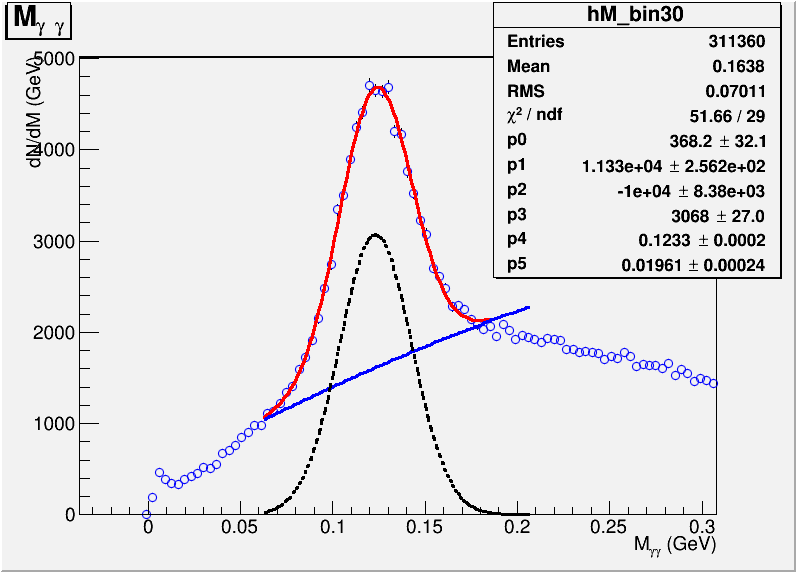 M_γ γ
hM_bin30
Entries 311360
Mean 0.1638
RMS 0.07011
χ² / ndf 51.66 / 29
p0 368.2 ± 32.1
p1 1.133e+04 ± 2.562e+02
p2 -1e+04 ± 8.38e+03
p3 3068 ± 27.0
p4 0.1233 ± 0.0002
p5 0.01961 ± 0.00024
dN/dM (GeV)
5000
4000
3000
2000
1000
0
0 0.05 0.1 0.15 0.2 0.25 0.3
M_γγ (GeV)